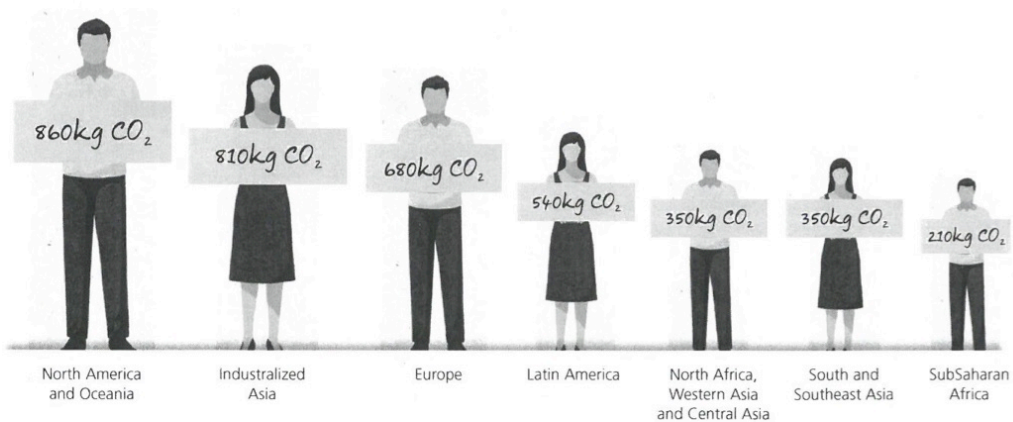 860kg CO₂
810kg CO₂
680kg CO₂
540kg CO₂
350kg CO₂
350kg CO₂
210kg CO₂
North America
and Oceania
Industralized
Asia
Europe
Latin America
North Africa,
Western Asia
and Central Asia
South and
Southeast Asia
SubSaharan
Africa